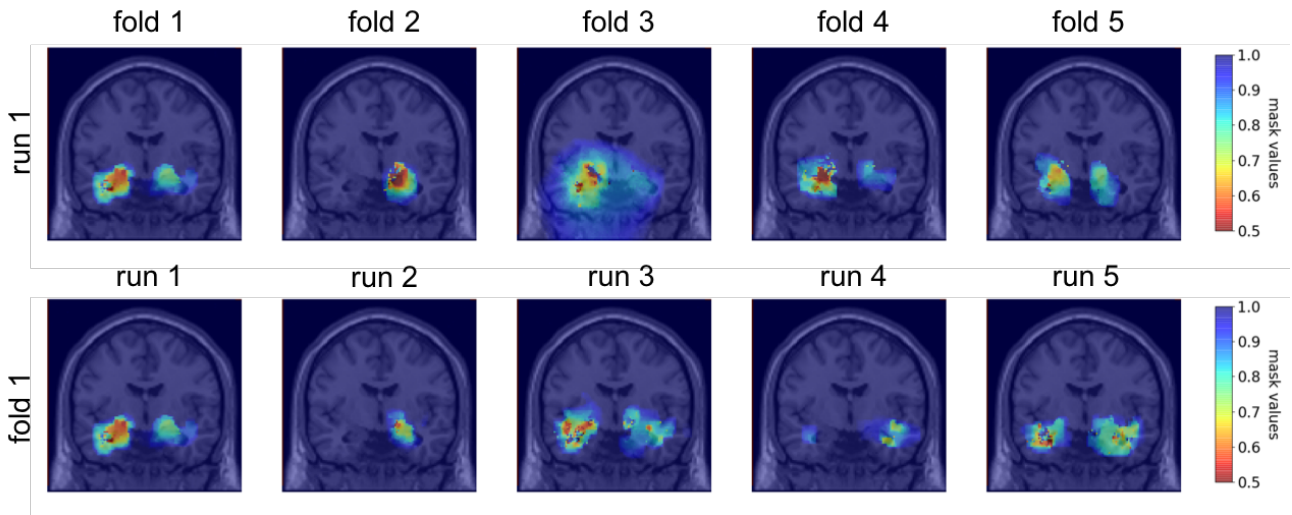 fold 1 fold 2 fold 3 fold 4 fold 5
run 1
1.0
0.9
0.8
0.7
0.6
0.5
mask values
run 1 run 2 run 3 run 4 run 5
fold 1
1.0
0.9
0.8
0.7
0.6
0.5
mask values